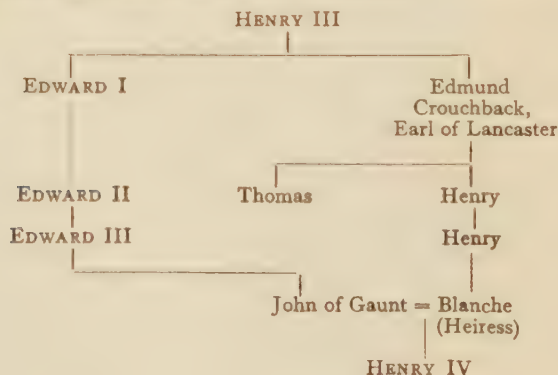 HENRY III
EDWARD I
Edmund
Crouchback,
Earl of Lancaster
EDWARD II
Thomas
Henry
EDWARD III
Henry
John of Gaunt = Blanche
(Heiress)
HENRY IV